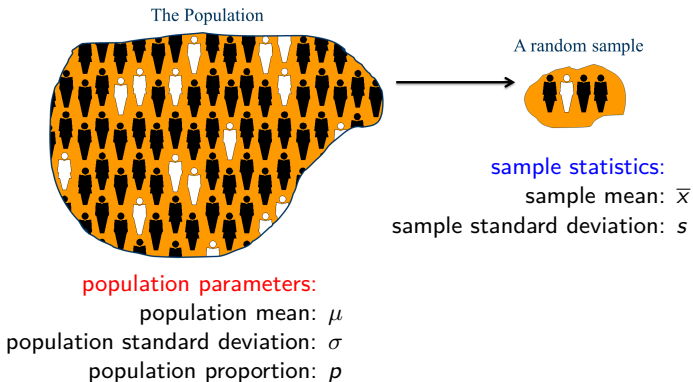 The Population
A random sample
sample statistics:
sample mean: x̅
sample standard deviation: s
population parameters:
population mean: μ
population standard deviation: σ
population proportion: p